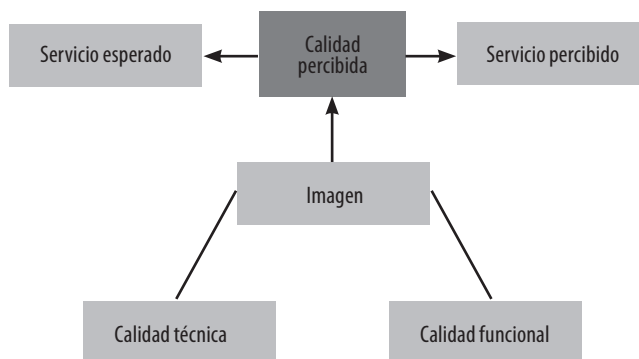 Servicio esperado
Calidad
percibida
Servicio percibido
Imagen
Calidad técnica
Calidad funcional